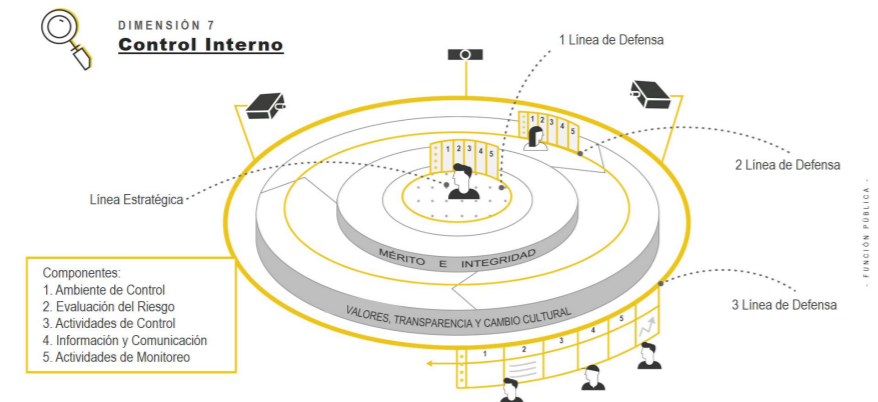 DIMENSIÓN 7
Control Interno
1 Línea de Defensa
1 2 3 4 5
1 2 3 4 5
2 Línea de Defensa
Línea Estratégica
- FUNCIÓN PÚBLICA -
MÉRITO E INTEGRIDAD
VALORES, TRANSPARENCIA Y CAMBIO CULTURAL
3 Línea de Defensa
1 2 3 4 5
Componentes:
1. Ambiente de Control
2. Evaluación del Riesgo
3. Actividades de Control
4. Información y Comunicación
5. Actividades de Monitoreo